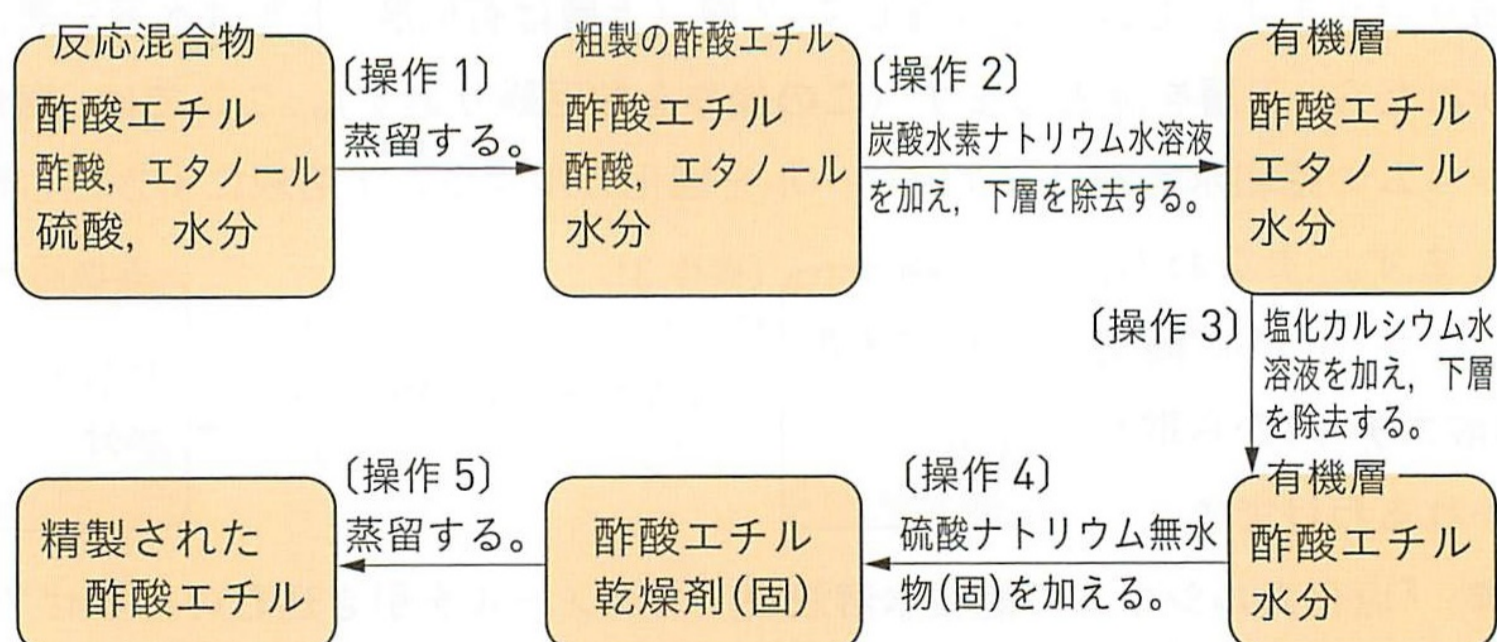 反応混合物
酢酸エチル
酢酸，エタノール
硫酸，水分
〔操作 1〕
蒸留する。
粗製の酢酸エチル
酢酸エチル
酢酸，エタノール
水分
〔操作 2〕
炭酸水素ナトリウム水溶液
を加え，下層を除去する。
有機層
酢酸エチル
エタノール
水分
〔操作 3〕
塩化カルシウム水
溶液を加え，下層
を除去する。
有機層
酢酸エチル
水分
〔操作 4〕
硫酸ナトリウム無水
物(固)を加える。
酢酸エチル
乾燥剤(固)
〔操作 5〕
蒸留する。
精製された
酢酸エチル